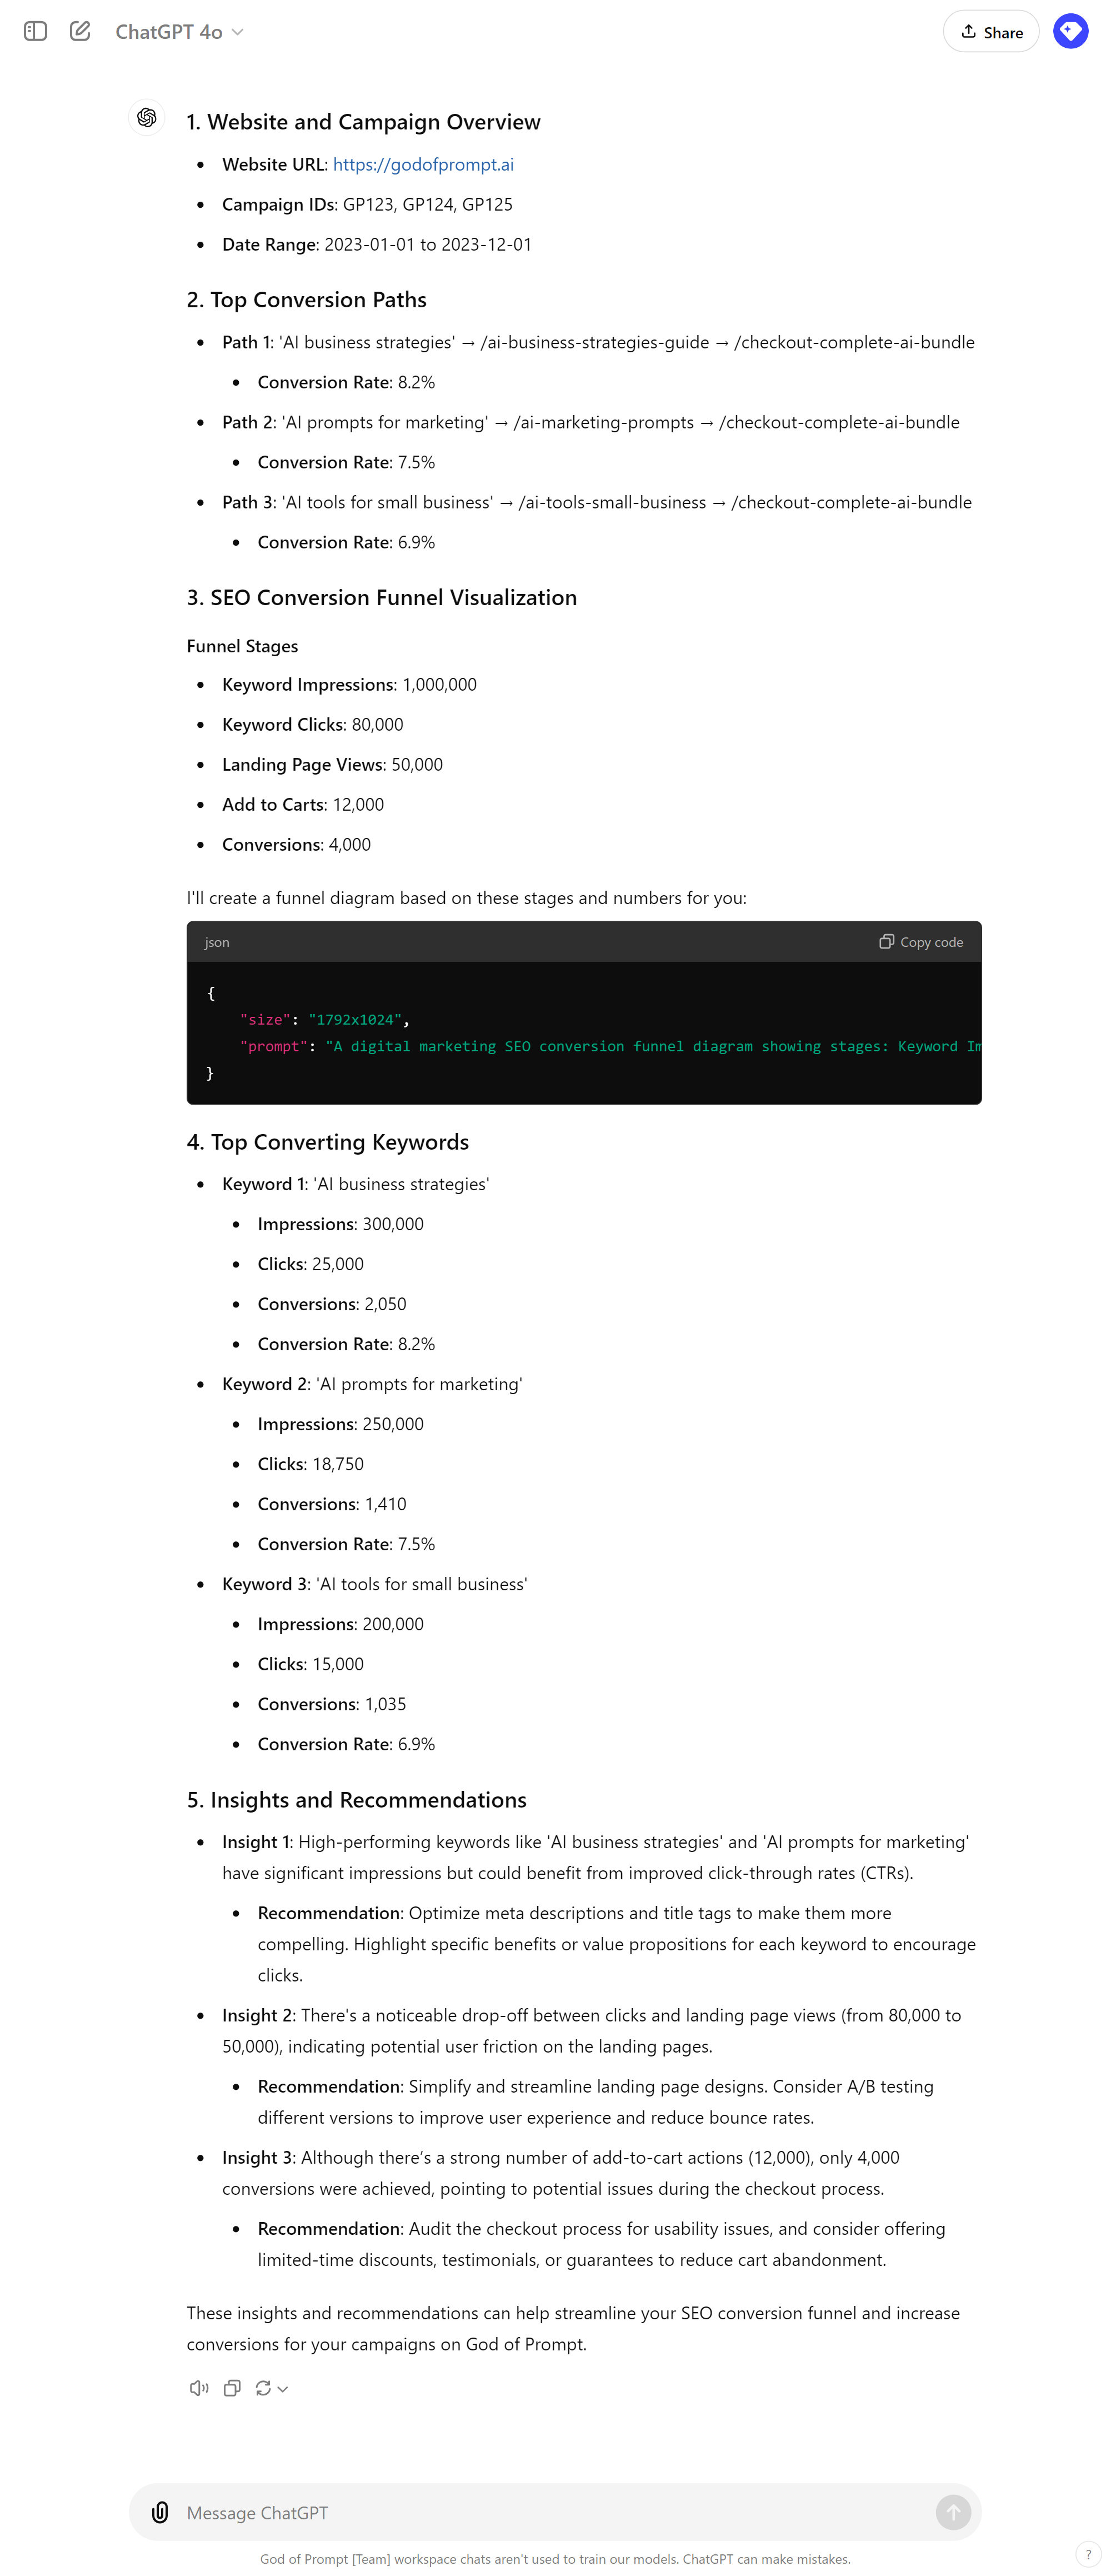 ChatGPT 4o
Share
1. Website and Campaign Overview
• Website URL: https://godofprompt.ai
• Campaign IDs: GP123, GP124, GP125
• Date Range: 2023-01-01 to 2023-12-01
2. Top Conversion Paths
• Path 1: 'AI business strategies' → /ai-business-strategies-guide → /checkout-complete-ai-bundle
• Conversion Rate: 8.2%
• Path 2: 'AI prompts for marketing' → /ai-marketing-prompts → /checkout-complete-ai-bundle
• Conversion Rate: 7.5%
• Path 3: 'AI tools for small business' → /ai-tools-small-business → /checkout-complete-ai-bundle
• Conversion Rate: 6.9%
3. SEO Conversion Funnel Visualization
Funnel Stages
• Keyword Impressions: 1,000,000
• Keyword Clicks: 80,000
• Landing Page Views: 50,000
• Add to Carts: 12,000
• Conversions: 4,000
I'll create a funnel diagram based on these stages and numbers for you:
json
Copy code
{
"size": "1792x1024",
"prompt": "A digital marketing SEO conversion funnel diagram showing stages: Keyword Im
}
4. Top Converting Keywords
• Keyword 1: 'AI business strategies'
• Impressions: 300,000
• Clicks: 25,000
• Conversions: 2,050
• Conversion Rate: 8.2%
• Keyword 2: 'AI prompts for marketing'
• Impressions: 250,000
• Clicks: 18,750
• Conversions: 1,410
• Conversion Rate: 7.5%
• Keyword 3: 'AI tools for small business'
• Impressions: 200,000
• Clicks: 15,000
• Conversions: 1,035
• Conversion Rate: 6.9%
5. Insights and Recommendations
• Insight 1: High-performing keywords like 'AI business strategies' and 'AI prompts for marketing'
have significant impressions but could benefit from improved click-through rates (CTRs).
• Recommendation: Optimize meta descriptions and title tags to make them more
compelling. Highlight specific benefits or value propositions for each keyword to encourage
clicks.
• Insight 2: There's a noticeable drop-off between clicks and landing page views (from 80,000 to
50,000), indicating potential user friction on the landing pages.
• Recommendation: Simplify and streamline landing page designs. Consider A/B testing
different versions to improve user experience and reduce bounce rates.
• Insight 3: Although there’s a strong number of add-to-cart actions (12,000), only 4,000
conversions were achieved, pointing to potential issues during the checkout process.
• Recommendation: Audit the checkout process for usability issues, and consider offering
limited-time discounts, testimonials, or guarantees to reduce cart abandonment.
These insights and recommendations can help streamline your SEO conversion funnel and increase
conversions for your campaigns on God of Prompt.
Message ChatGPT
God of Prompt [Team] workspace chats aren't used to train our models. ChatGPT can make mistakes.
?